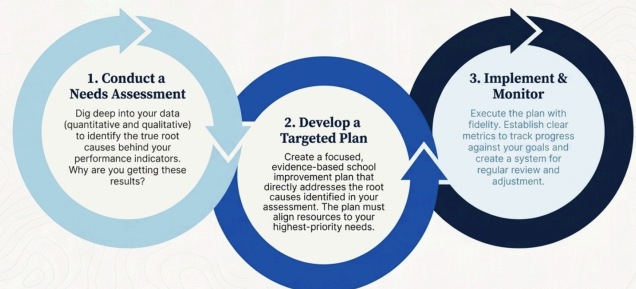 1. Conduct a
Needs Assessment
Dig deep into your data
(quantitative and qualitative)
to identify the true root
causes behind your
performance indicators.
Why are you getting these
results?
2. Develop a
Targeted Plan
Create a focused,
evidence-based school
improvement plan that
directly addresses the root
causes identified in your
assessment. The plan must
align resources to your
highest-priority needs.
3. Implement &
Monitor
Execute the plan with
fidelity. Establish clear
metrics to track progress
against your goals and
create a system for
regular review and
adjustment.